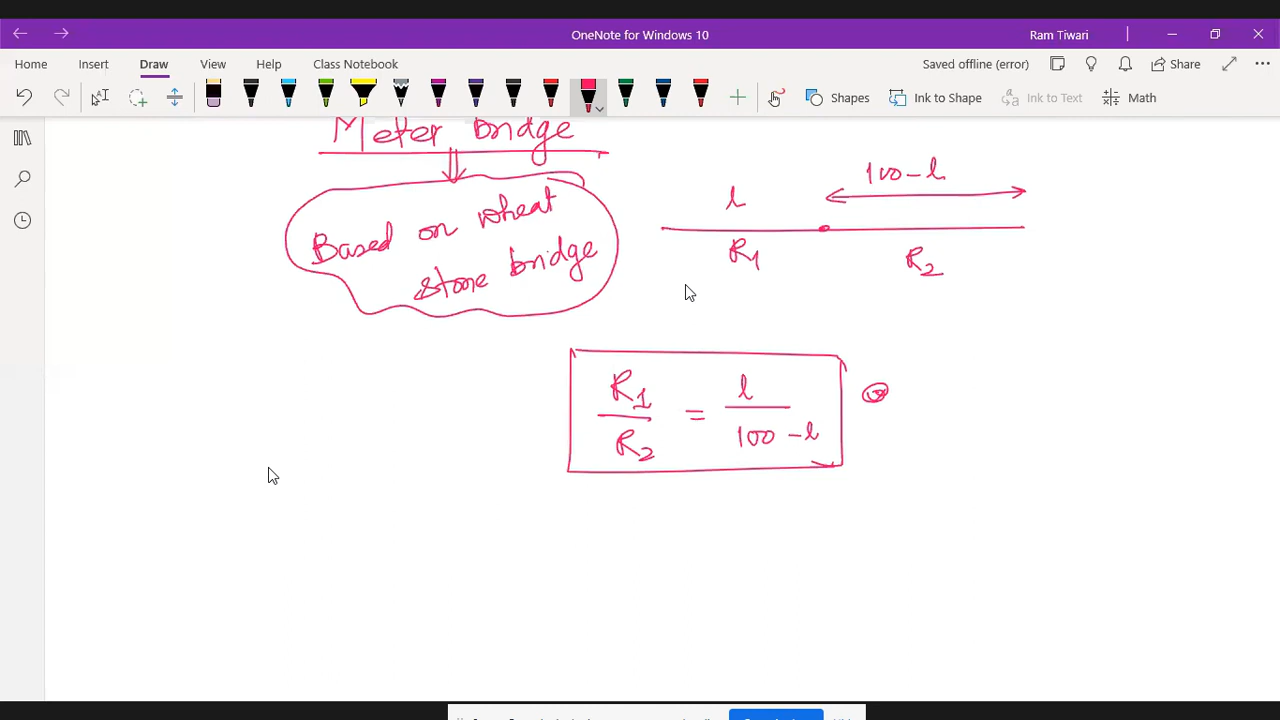 OneNote for Windows 10
Ram Tiwari
Home Insert Draw View Help Class Notebook
Saved offline (error) Share
Shapes Ink to Shape Ink to Text Math
Meter bridge
Based on wheat
stone bridge
l
100-l
R1
R2
R1
R2
=
l
100-l